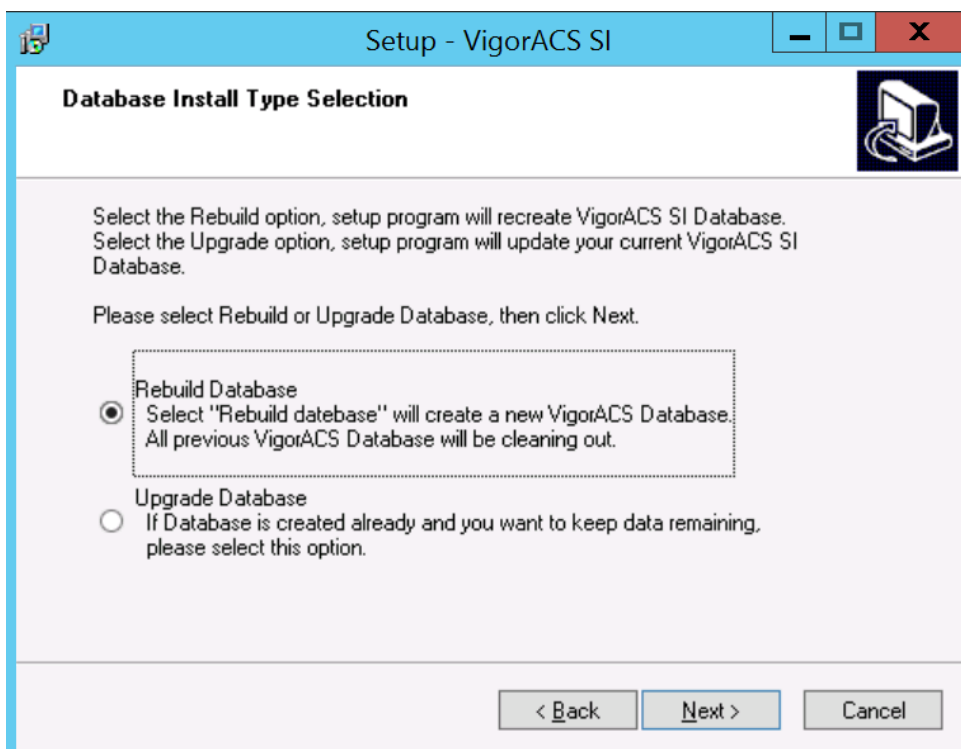 Setup - VigorACS SI
Database Install Type Selection
Select the Rebuild option, setup program will recreate VigorACS SI Database.
Select the Upgrade option, setup program will update your current VigorACS SI
Database.
Please select Rebuild or Upgrade Database, then click Next.
Rebuild Database
Select "Rebuild datebase" will create a new VigorACS Database.
All previous VigorACS Database will be cleaning out.
Upgrade Database
If Database is created already and you want to keep data remaining,
please select this option.
< Back
Next >
Cancel